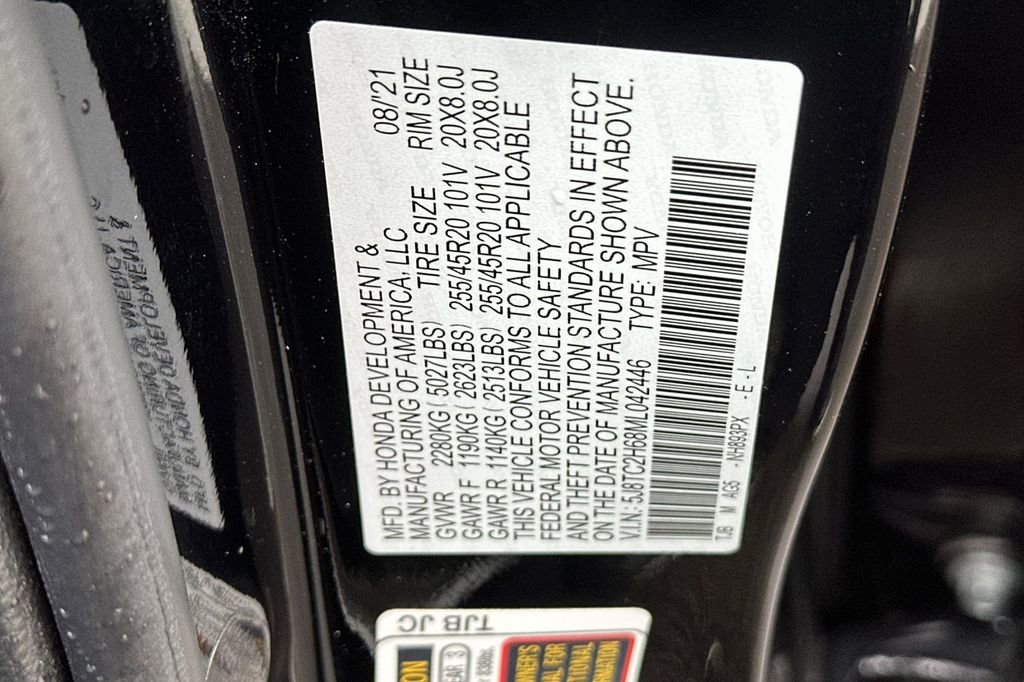 MFD. BY HONDA DEVELOPMENT &
MANUFACTURING OF AMERICA, LLC 08/'21
GVWR 2280KG ( 5027LBS) TIRE SIZE RIM SIZE
GAWR F 1190KG ( 2623LBS) 255/45R20 101V 20X8.0J
GAWR R 1140KG ( 2513LBS) 255/45R20 101V 20X8.0J
THIS VEHICLE CONFORMS TO ALL APPLICABLE
FEDERAL MOTOR VEHICLE SAFETY
AND THEFT PREVENTION STANDARDS IN EFFECT
ON THE DATE OF MANUFACTURE SHOWN ABOVE.
V.I.N.: 5J8TC2H68ML042446 TYPE: MPV
TJB M AG5 -NH893PX -E-L
TJB JC